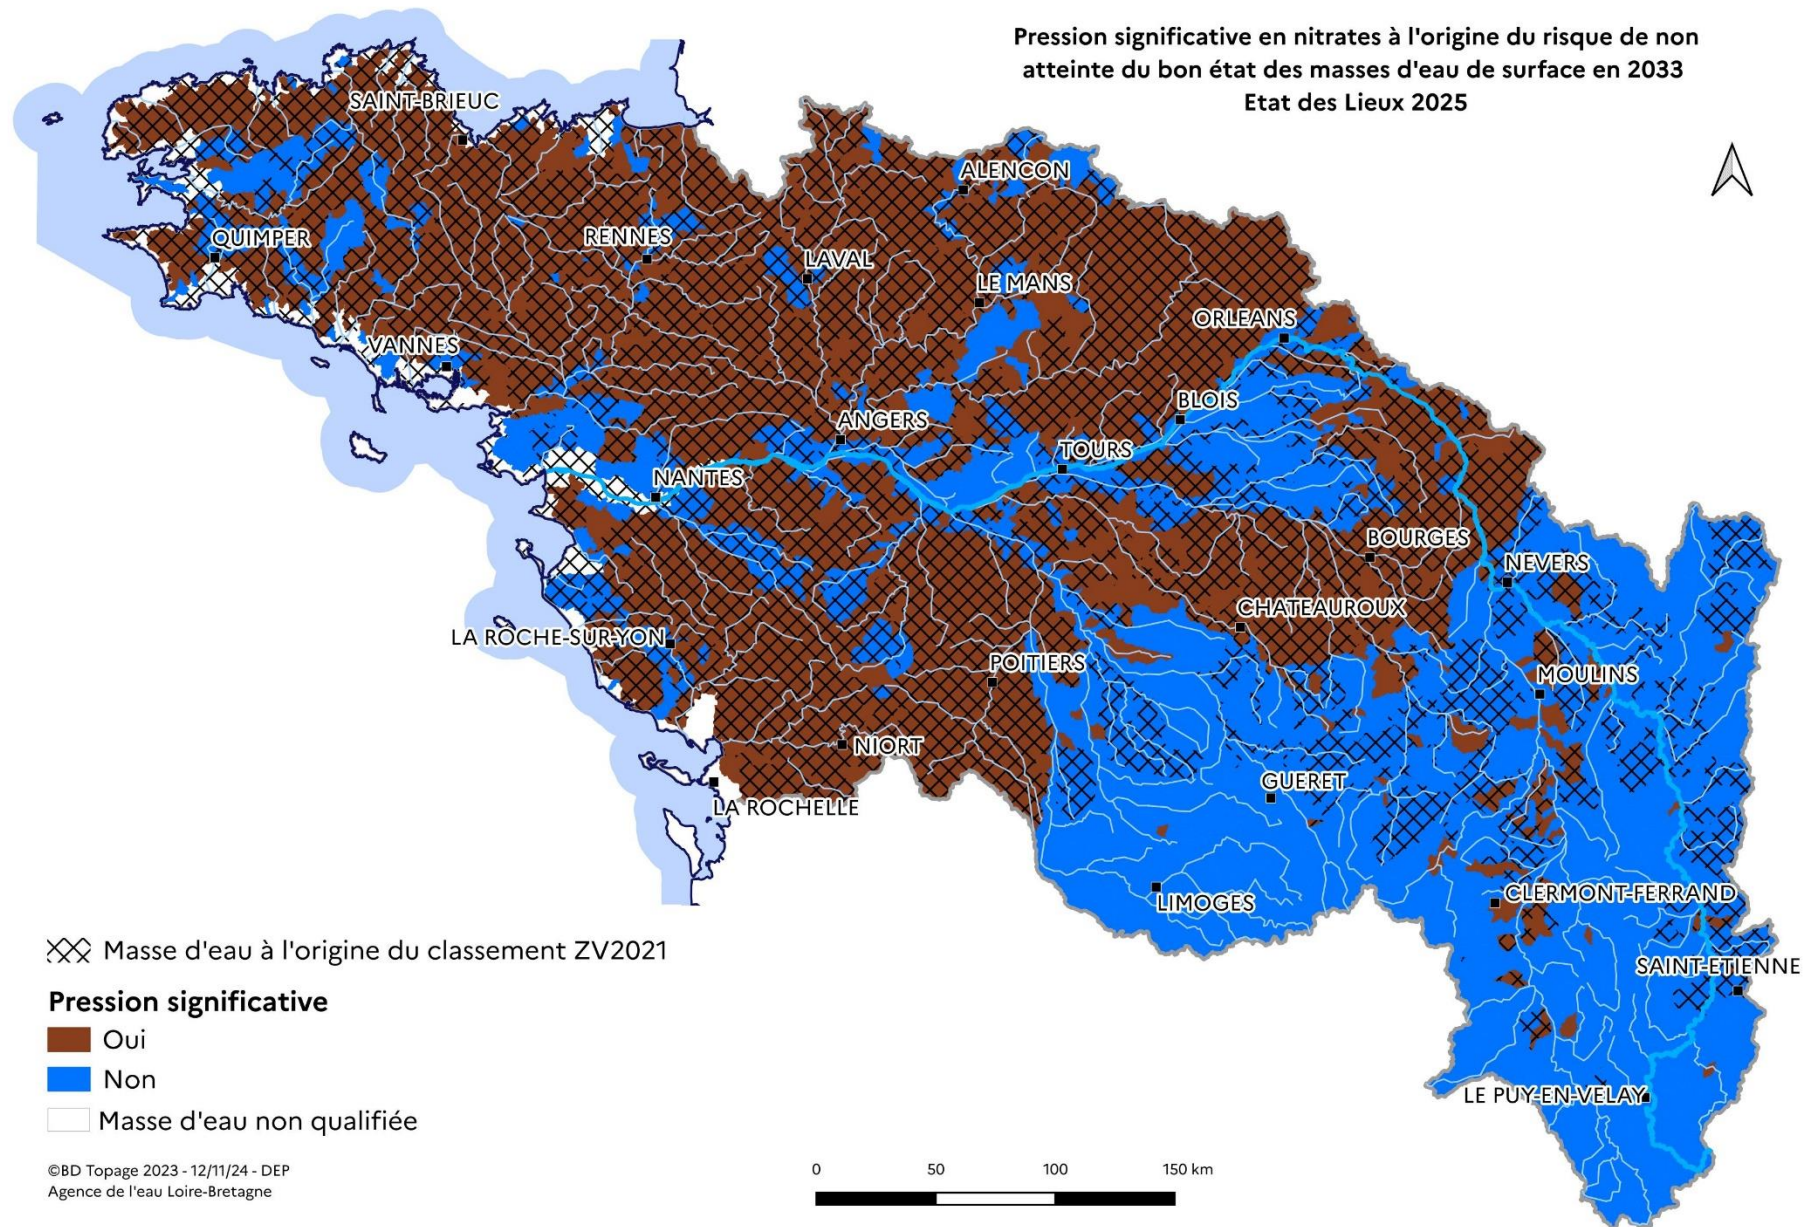 Pression significative en nitrates à l'origine du risque de non
atteinte du bon état des masses d'eau de surface en 2033
Etat des Lieux 2025
SAINT-BRIEUC
ALENCON
QUIMPER
RENNES
LAVAL
LE MANS
ORLEANS
VANNES
BLOIS
ANGERS
TOURS
NANTES
BOURGES
NEVERS
CHATEAUROUX
LA ROCHE-SUR-YON
POITIERS
MOULINS
NIORT
GUERET
LA ROCHELLE
CLERMONT-FERRAND
LIMOGES
SAINT-ETIENNE
LE PUY-EN-VELAY
Masse d'eau à l'origine du classement ZV2021
Pression significative
Oui
Non
Masse d'eau non qualifiée
©BD Topage 2023 - 12/11/24 - DEP
Agence de l'eau Loire-Bretagne
0 50 100 150 km